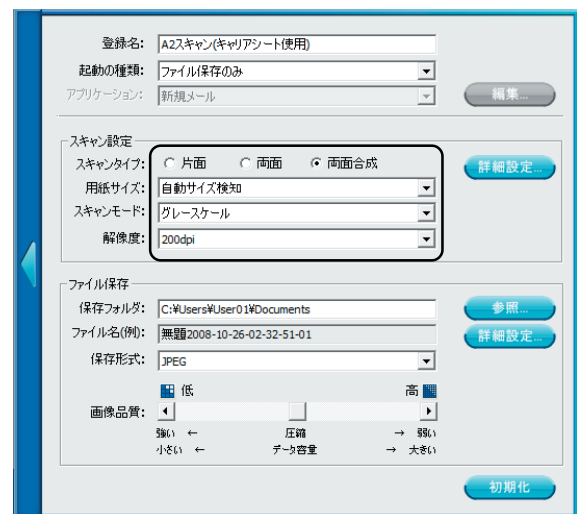 登録名: A2スキャン(キャリアシート使用)
起動の種類: ファイル保存のみ
アプリケーション: 新規メール 編集...
スキャン設定
スキャンタイプ: 片面 両面 両面合成 詳細設定...
用紙サイズ: 自動サイズ検知
スキャンモード: グレースケール
解像度: 200dpi
ファイル保存
保存フォルダ: C:¥Users¥User01¥Documents 参照...
ファイル名(例): 無題2008-10-26-02-32-51-01 詳細設定...
保存形式: JPEG
低 高
画像品質:
強い ← 圧縮 → 弱い
小さい ← データ容量 → 大きい
初期化